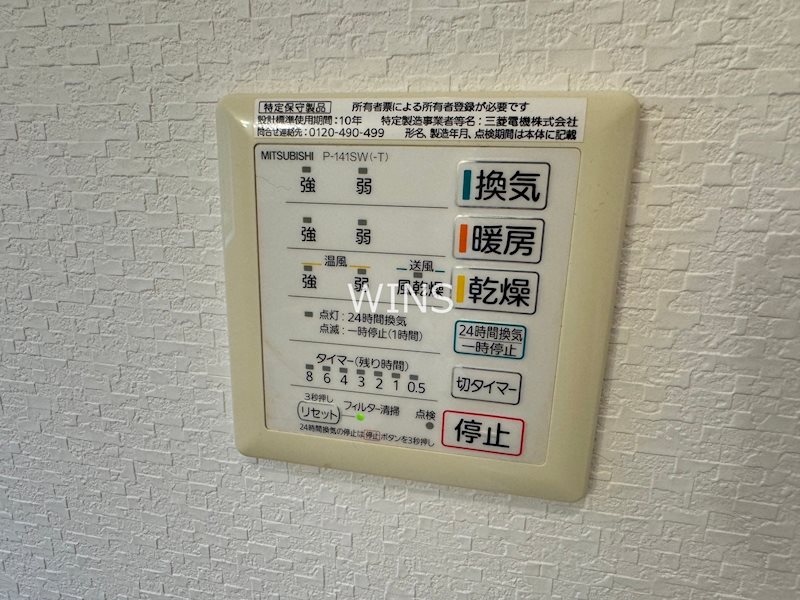 特定保守製品 所有者票による所有者登録が必要です
設計標準使用期間：10年 特定製造事業者等名：三菱電機株式会社
問合せ連絡先：0120-490-499 形名、製造年月、点検期間は本体に記載
MITSUBISHI P-141SW(-T)
強 弱 換気
強 弱 暖房
温風 送風
強 弱 風乾燥 乾燥
WINS
点灯：24時間換気
点滅：一時停止(1時間)
24時間換気
一時停止
タイマー(残り時間)
8 6 4 3 2 1 0.5
切タイマー
3秒押し
リセット フィルター清掃 点検
停止
24時間換気の停止は停止ボタンを3秒押し